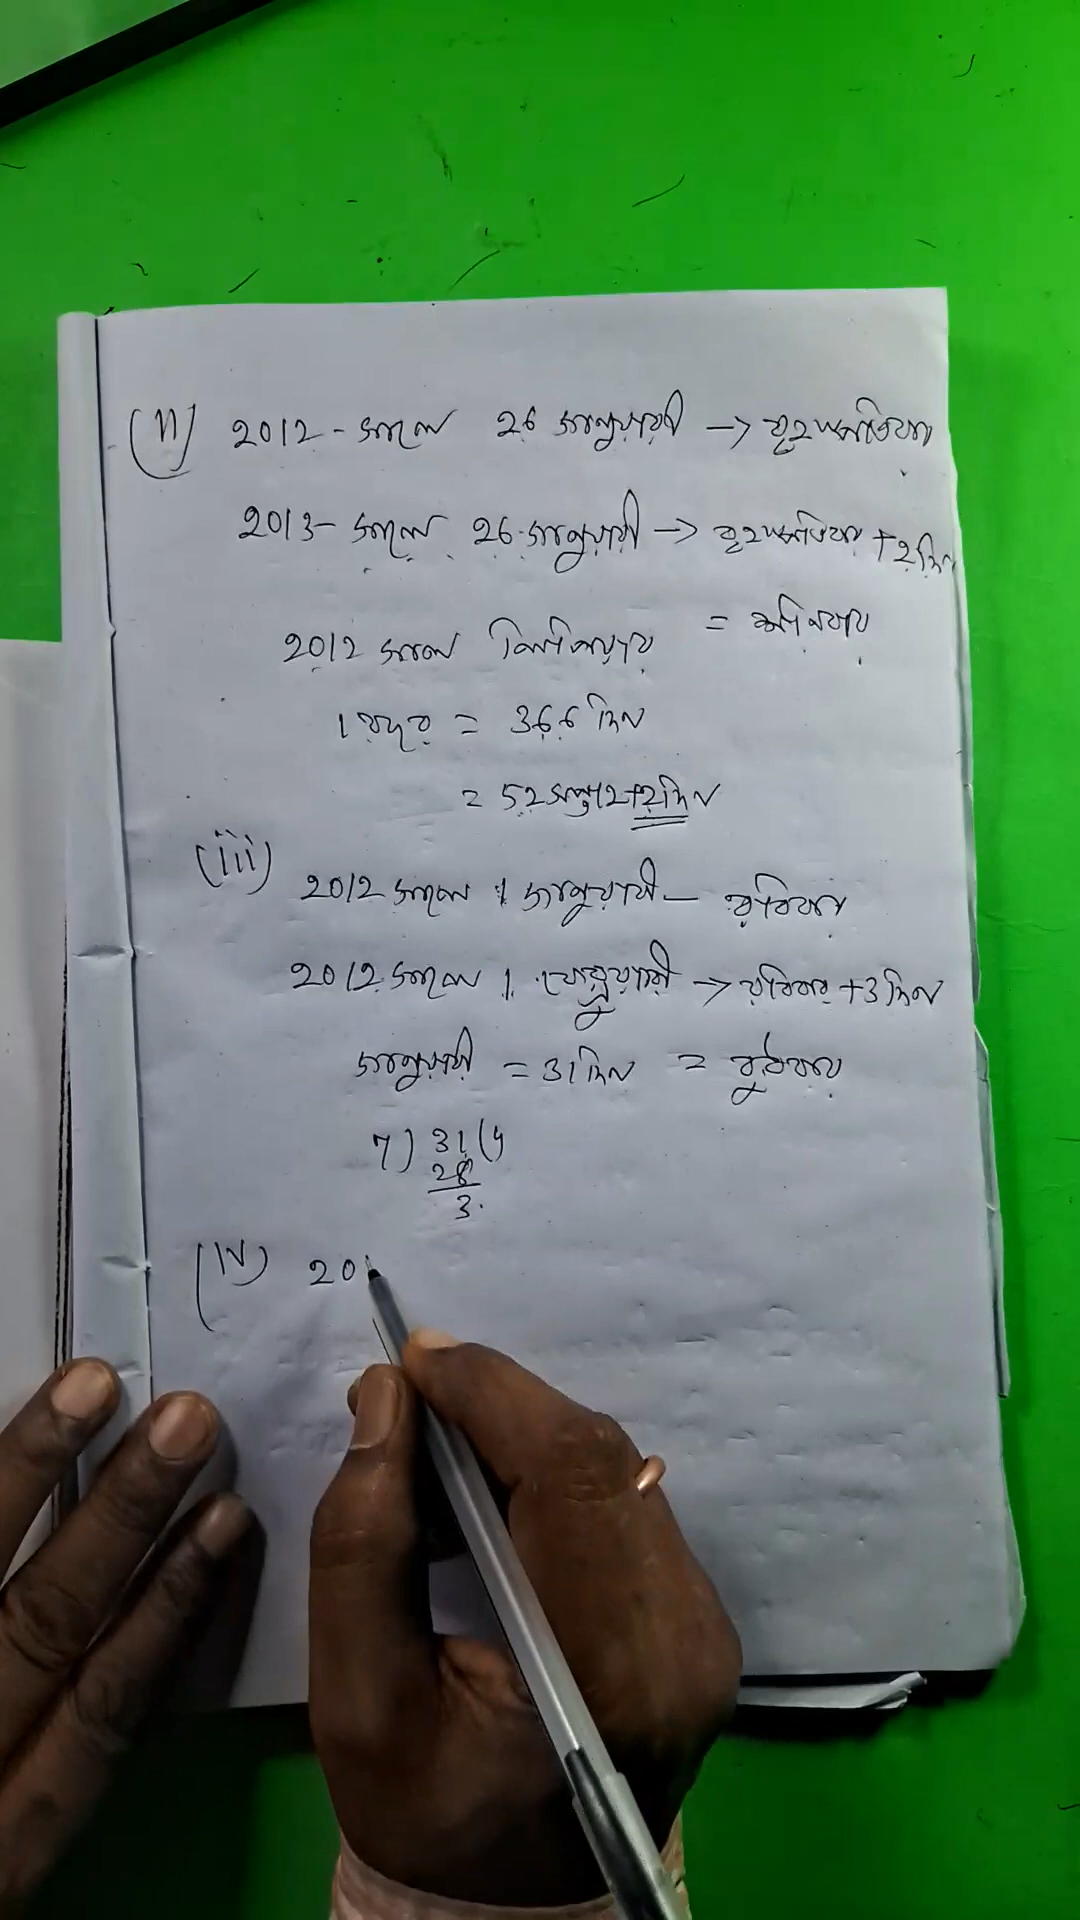 (ii) 2012 - সালে 26 জানুয়ারী → বৃহস্পতিবার
2013 - সালে 26 জানুয়ারী → বৃহস্পতিবার + 2 দিন
= শনিবার
2012 সালে লিপিয়ার
1 বছর = 366 দিন
= 52 সপ্তাহ + 2 দিন
(iii) 2012 সালে 1 জানুয়ারী - রবিবার
2012 সালে 1 ফেব্রুয়ারী → রবিবার + 3 দিন
জানুয়ারী = 31 দিন = বুধবার
7) 31 (4
28
3
(iv) 20